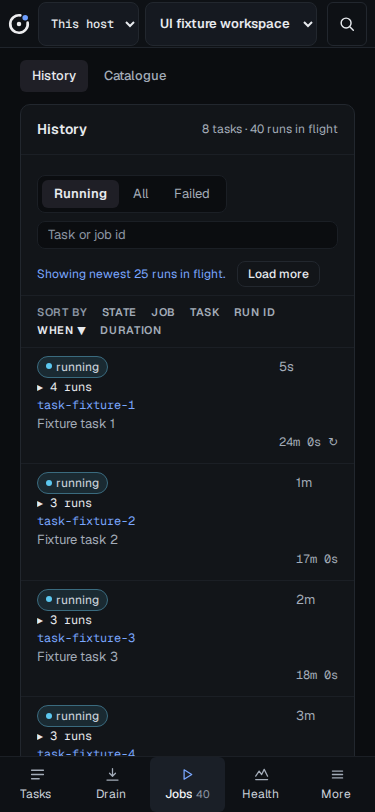 This host UI fixture workspace
History Catalogue
History 8 tasks · 40 runs in flight
Running All Failed
Task or job id
Showing newest 25 runs in flight. Load more
SORT BY STATE JOB TASK RUN ID
WHEN ▼ DURATION
running 5s
▸ 4 runs
task-fixture-1
Fixture task 1
24m 0s ↻
running 1m
▸ 3 runs
task-fixture-2
Fixture task 2
17m 0s
running 2m
▸ 3 runs
task-fixture-3
Fixture task 3
18m 0s
running 3m
▸ 3 runs
task-fixture-4
Tasks Drain Jobs 40 Health More